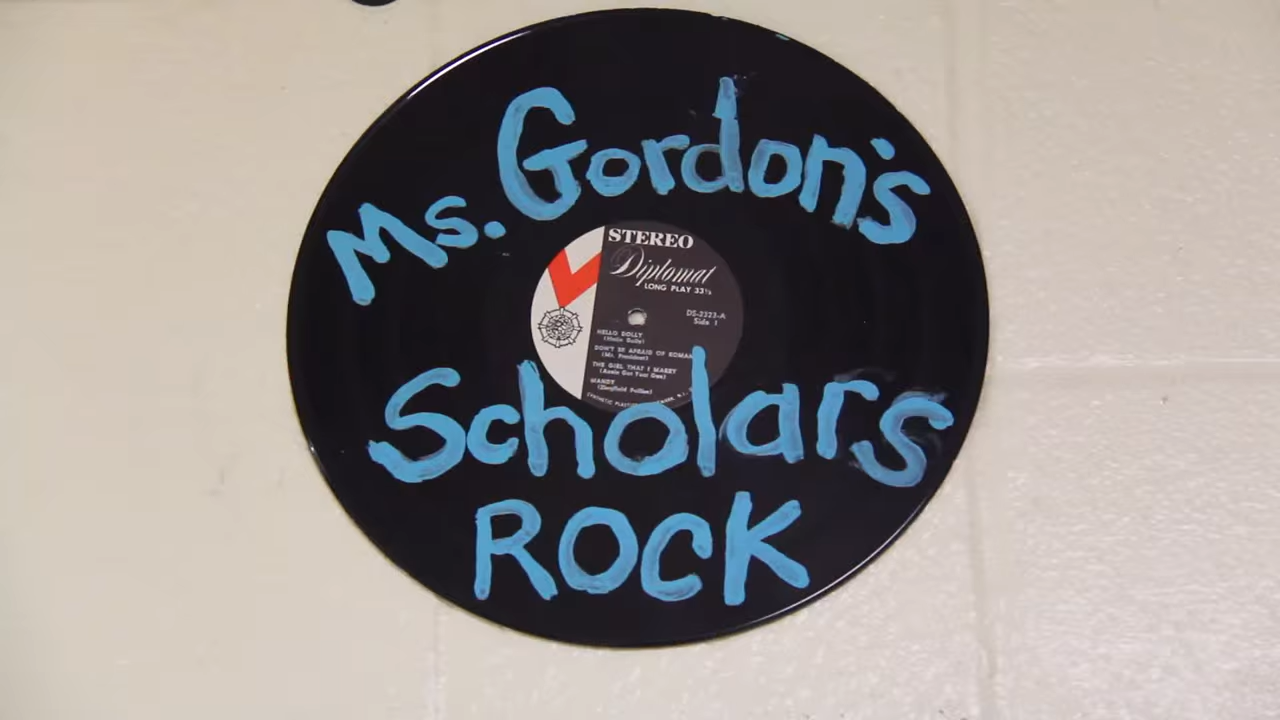 Ms. Gordon's
STEREO
Diplomat
LONG PLAY 33⅓
DS-2323-A
Side 1
HELLO DOLLY
(Hello Dolly)
DON'T BE AFRAID OF
(Mr. President)
THE GIRL THAT I MARRY
(Annie Get Your Gun)
MANDY
(Ziegfield Follies)
Scholars
ROCK